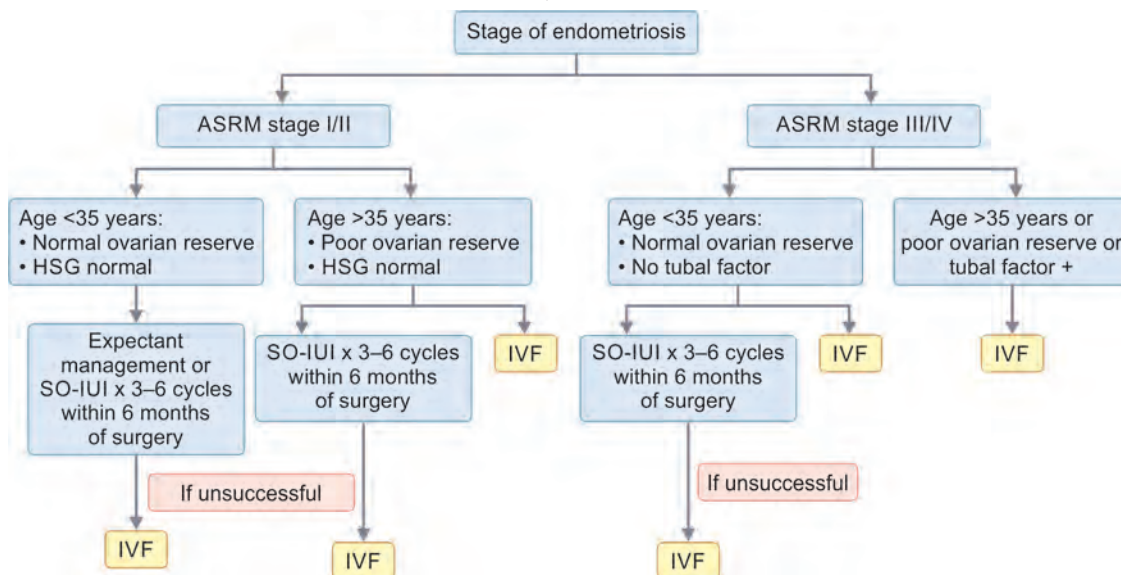 Stage of endometriosis
ASRM stage I/II
ASRM stage III/IV
Age <35 years:
• Normal ovarian reserve
• HSG normal
Age >35 years:
• Poor ovarian reserve
• HSG normal
Age <35 years:
• Normal ovarian reserve
• No tubal factor
Age >35 years or
poor ovarian reserve or
tubal factor +
Expectant
management or
SO-IUI x 3–6 cycles
within 6 months
of surgery
SO-IUI x 3–6 cycles
within 6 months
of surgery
IVF
SO-IUI x 3–6 cycles
within 6 months
of surgery
IVF
IVF
If unsuccessful
If unsuccessful
IVF
IVF
IVF